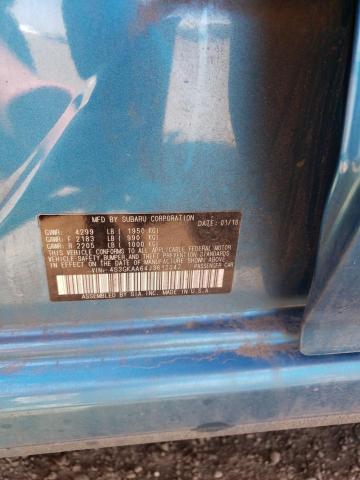 MFD BY SUBARU CORPORATION DATE: 01/18
GVWR: 4299 LB ( 1950 KG)
GAWR: F 2183 LB ( 990 KG)
GAWR: R 2205 LB ( 1000 KG)
THIS VEHICLE CONFORMS TO ALL APPLICABLE FEDERAL MOTOR
VEHICLE SAFETY, BUMPER, AND THEFT PREVENTION STANDARDS
IN EFFECT ON THE DATE OF MANUFACTURE SHOWN ABOVE.
VIN:
ASSEMBLED BY SIA, INC. MADE IN U.S.A